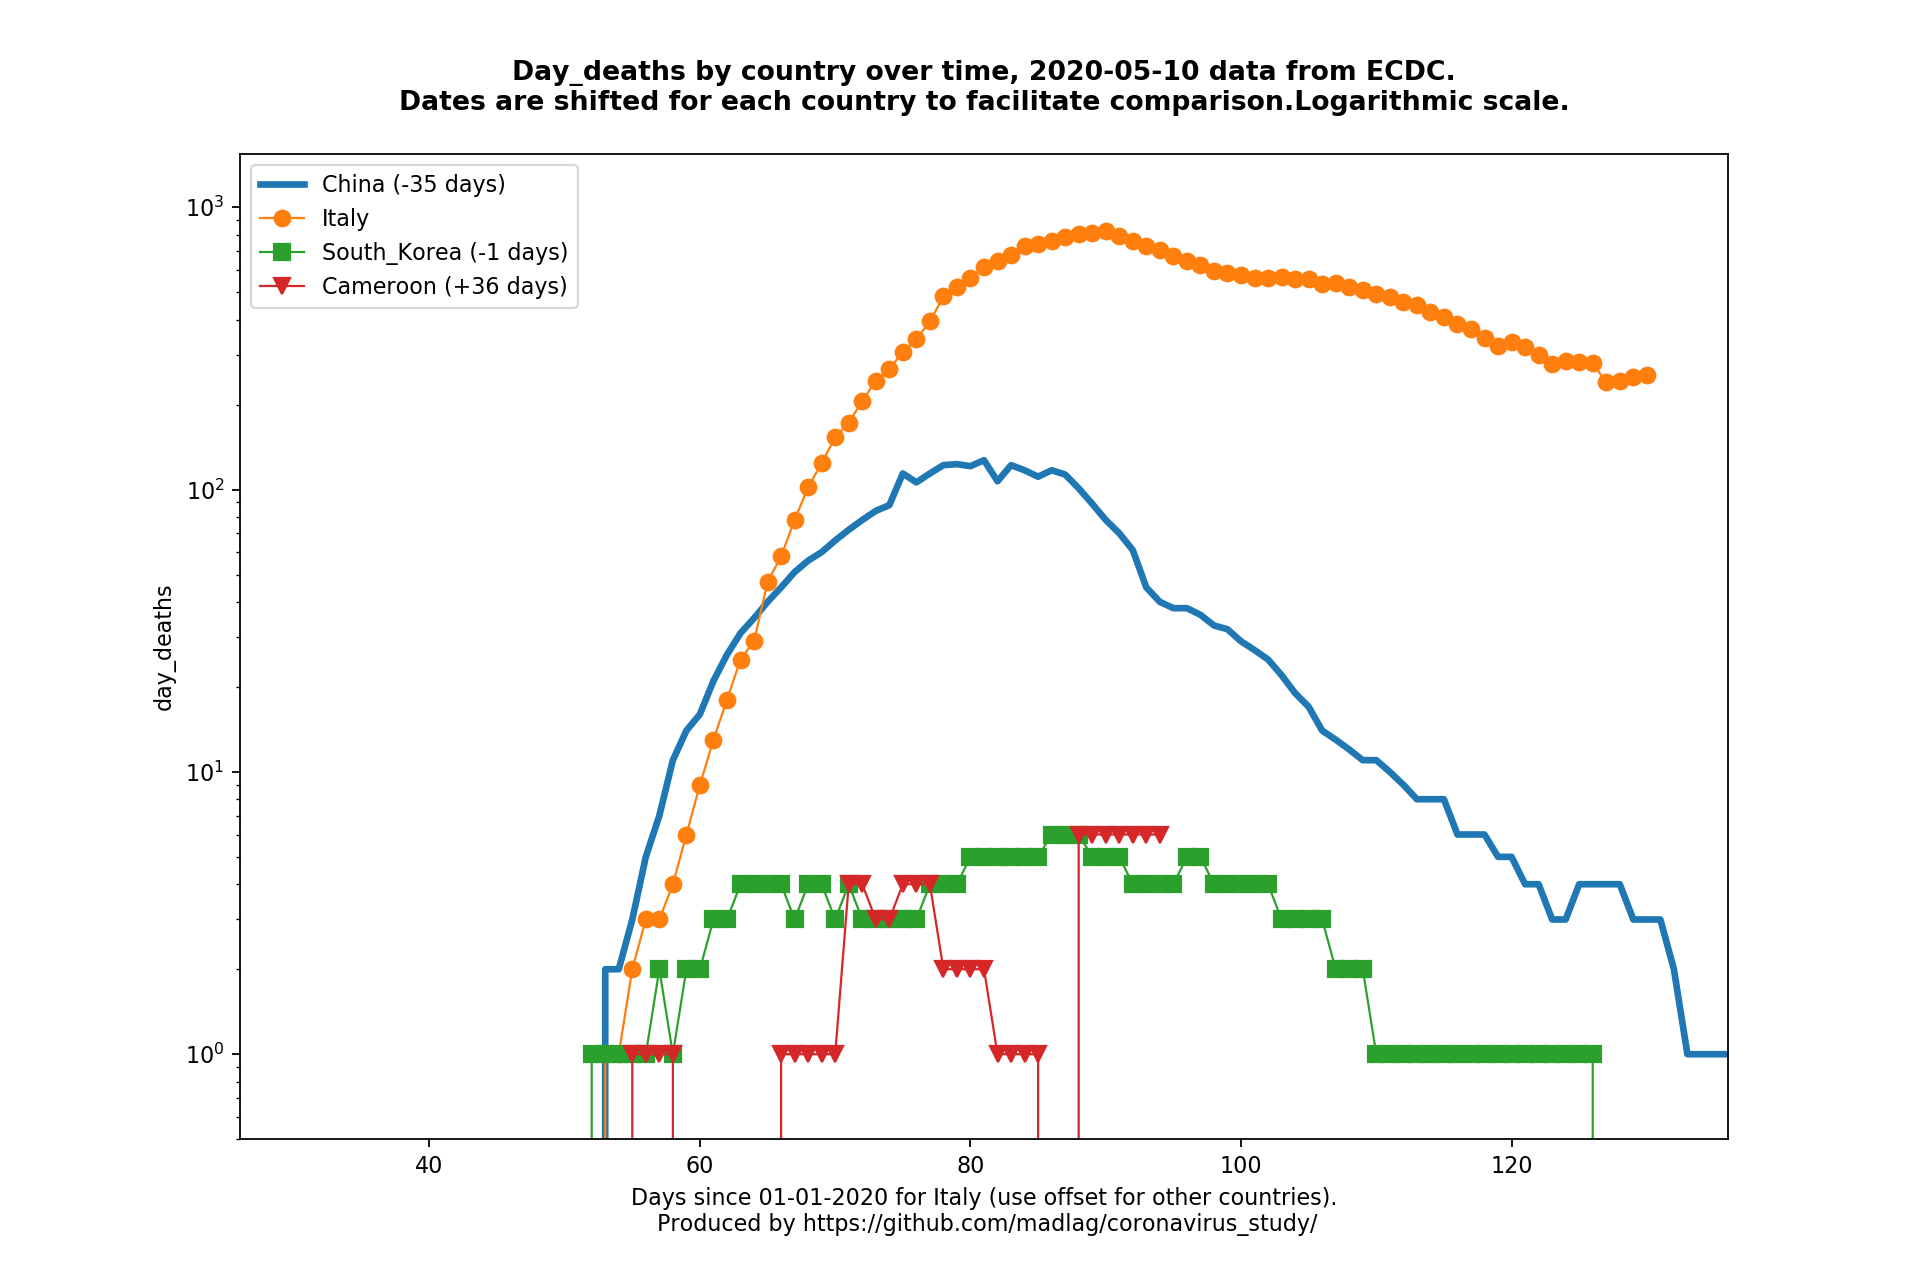 Day_deaths by country over time, 2020-05-10 data from ECDC.
Dates are shifted for each country to facilitate comparison.Logarithmic scale.
China (-35 days)
Italy
South_Korea (-1 days)
Cameroon (+36 days)
10³
10²
10¹
10⁰
day_deaths
40 60 80 100 120
Days since 01-01-2020 for Italy (use offset for other countries).
Produced by https://github.com/madlag/coronavirus_study/